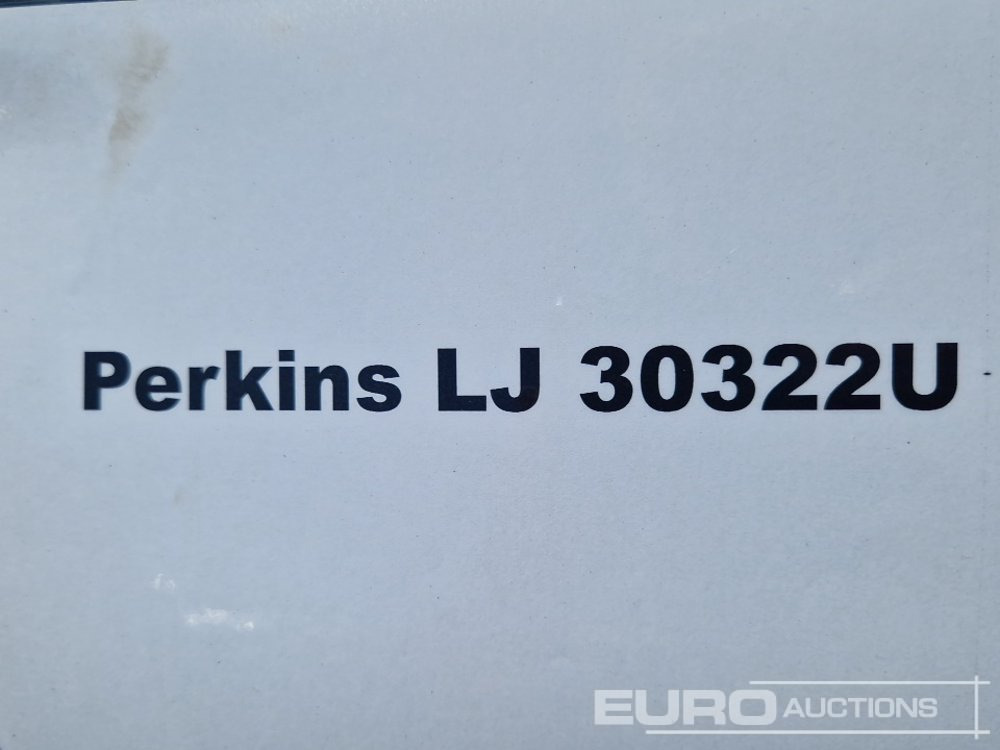 Perkins LJ 30322U
EURO AUCTIONS